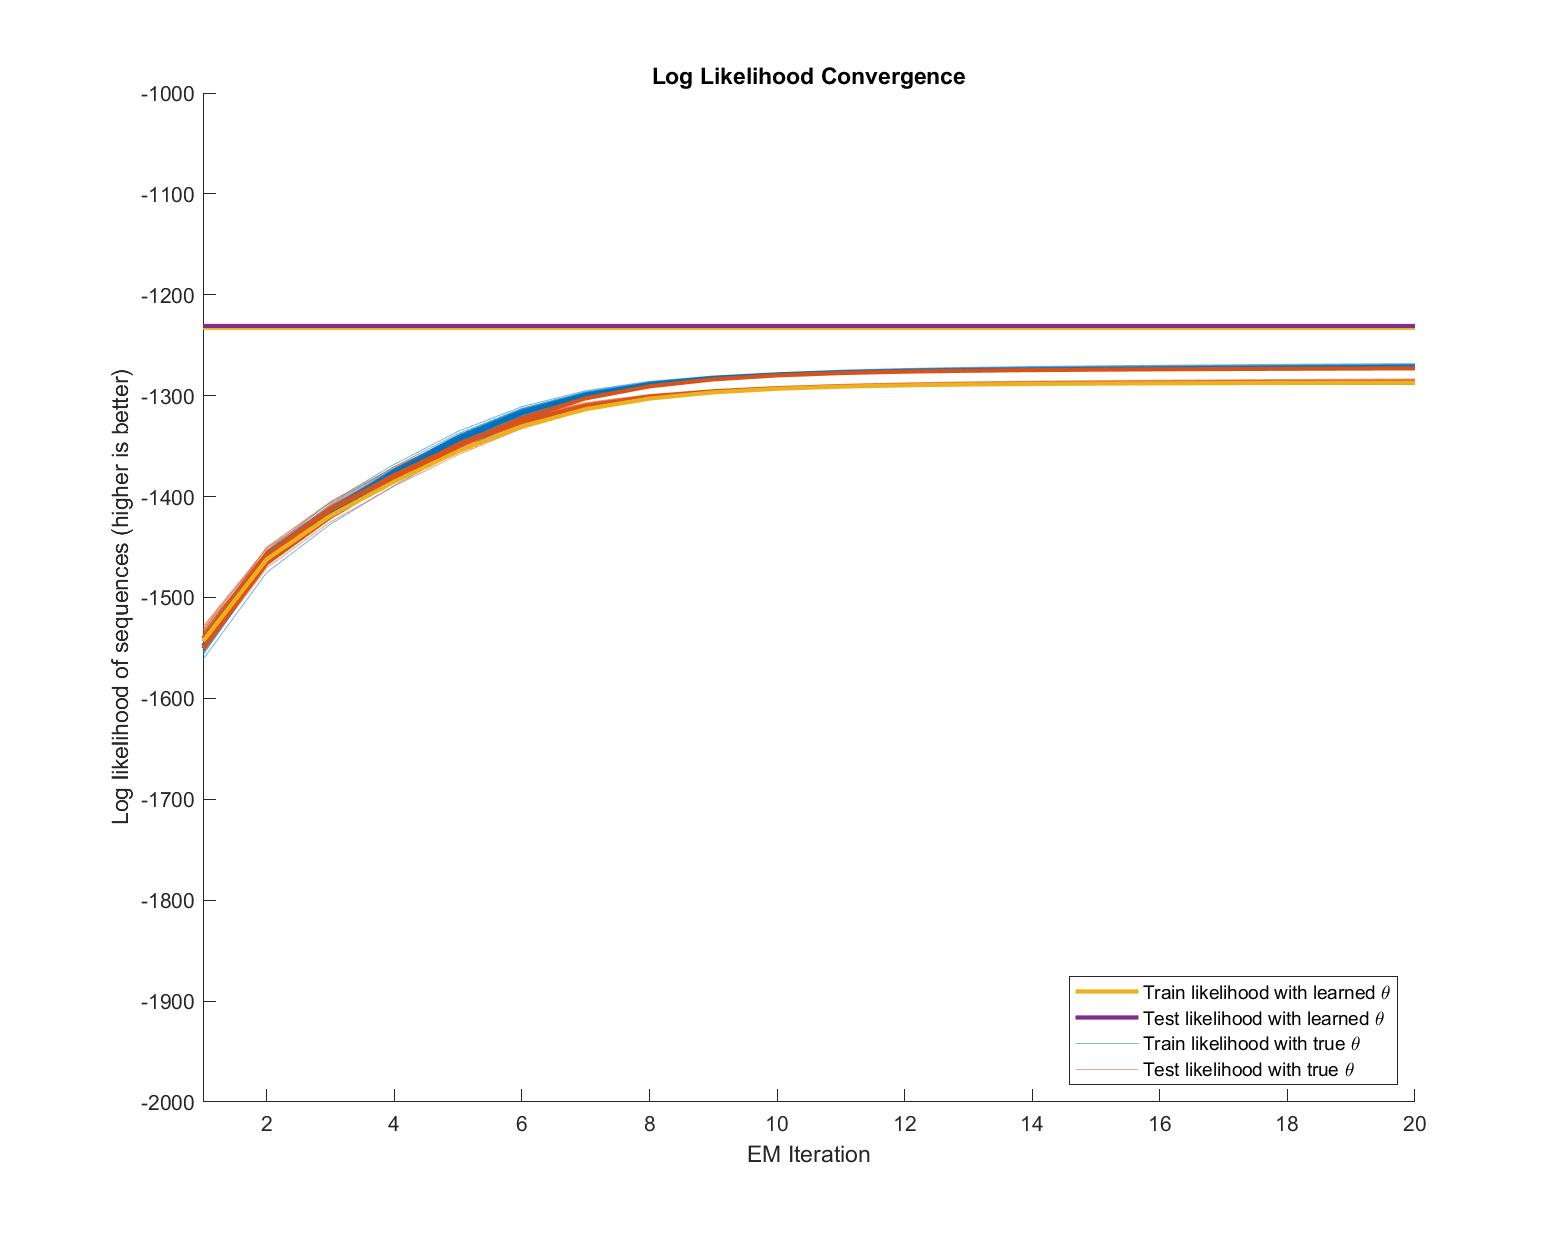 Log Likelihood Convergence
-1000
-1100
-1200
-1300
-1400
-1500
-1600
-1700
-1800
-1900
-2000
Log likelihood of sequences (higher is better)
Train likelihood with learned θ
Test likelihood with learned θ
Train likelihood with true θ
Test likelihood with true θ
2 4 6 8 10 12 14 16 18 20
EM Iteration